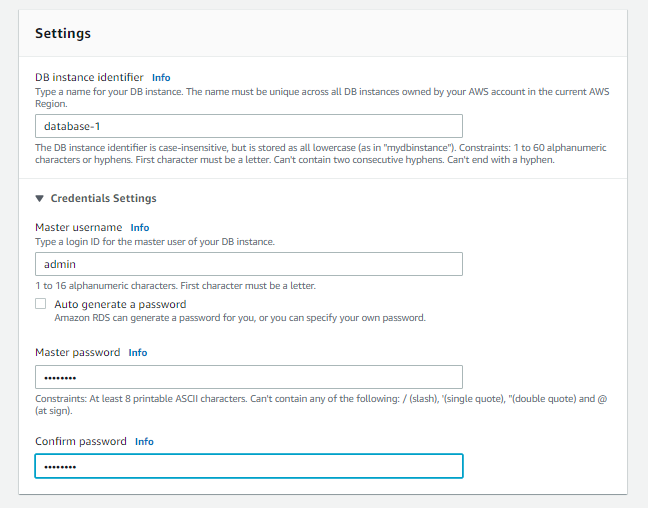 Settings
DB instance identifier Info
Type a name for your DB instance. The name must be unique across all DB instances owned by your AWS account in the current AWS
Region.
database-1
The DB instance identifier is case-insensitive, but is stored as all lowercase (as in "mydbinstance"). Constraints: 1 to 60 alphanumeric
characters or hyphens. First character must be a letter. Can't contain two consecutive hyphens. Can't end with a hyphen.
Credentials Settings
Master username Info
Type a login ID for the master user of your DB instance.
admin
1 to 16 alphanumeric characters. First character must be a letter.
Auto generate a password
Amazon RDS can generate a password for you, or you can specify your own password.
Master password Info
••••••••
Constraints: At least 8 printable ASCII characters. Can't contain any of the following: / (slash), '(single quote), "(double quote) and @
(at sign).
Confirm password Info
••••••••